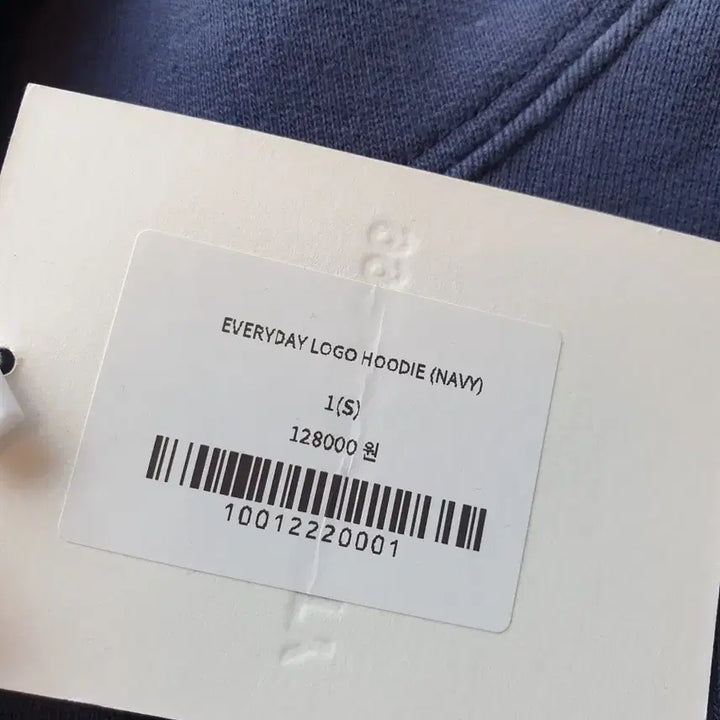 EVERYDAY LOGO HOODIE (NAVY)
1(S)
128000 원
10012220001